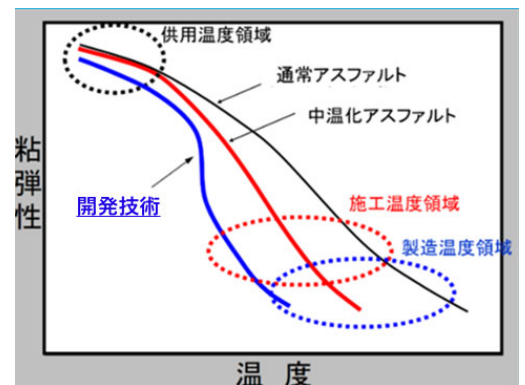 供用温度領域
通常アスファルト
中温化アスファルト
粘弾性
開発技術
施工温度領域
製造温度領域
温度